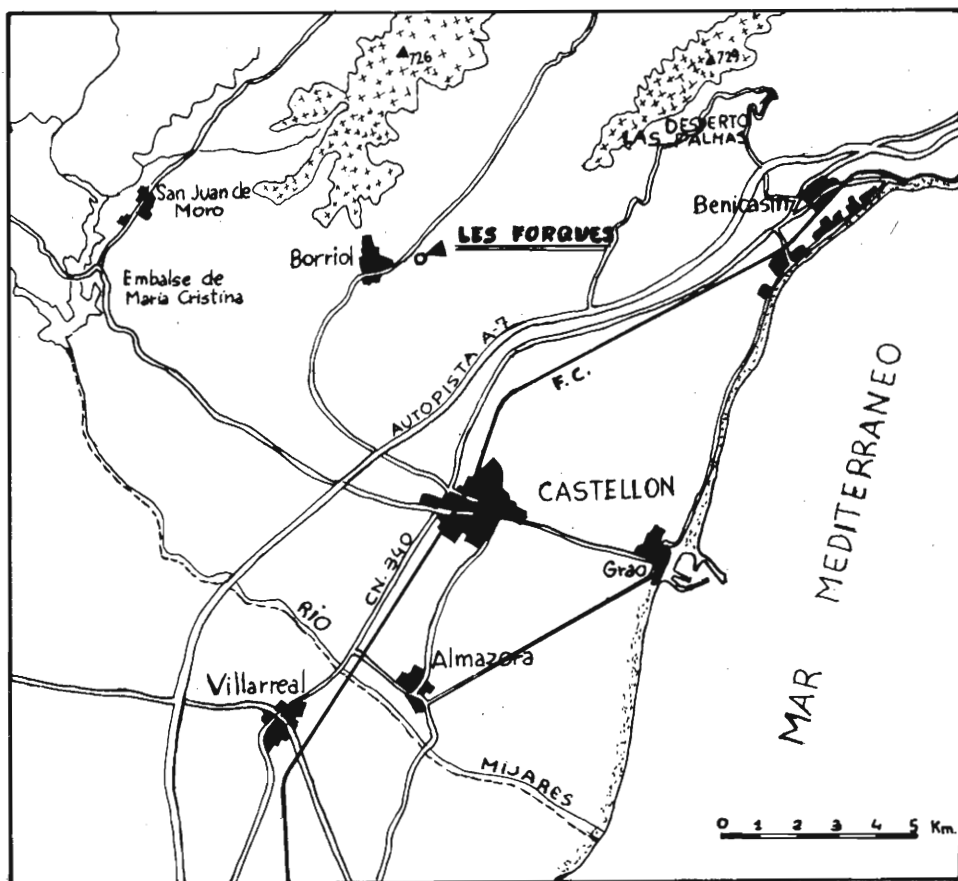 726
729
DESIERTO
LAS PALMAS
San Juan de
Moro
Benicasim
LES FORQUES
Borriol
Embalse de
María Cristina
AUTOPISTA A-7
F.C.
MAR MEDITERRANEO
CASTELLON
CN. 340
Grao
RIO
Almazora
Villarreal
MIJARES
0 1 2 3 4 5 Km.